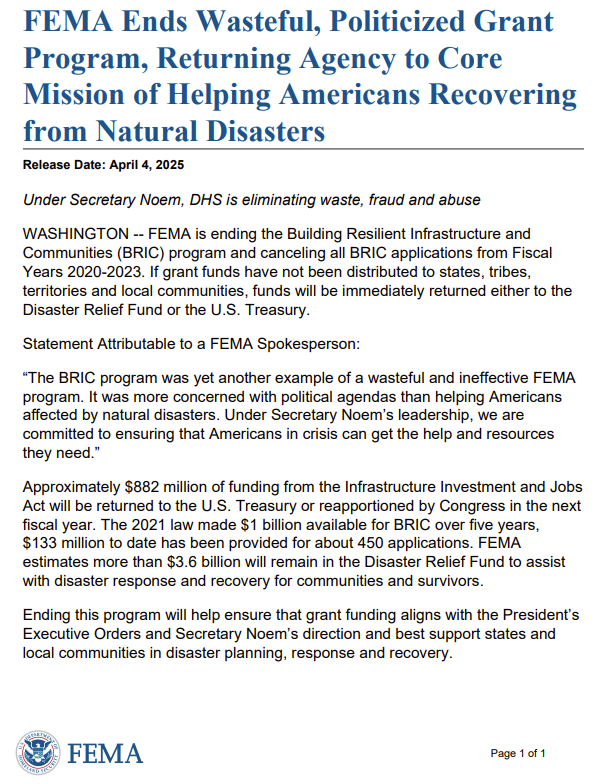 FEMA Ends Wasteful, Politicized Grant
Program, Returning Agency to Core
Mission of Helping Americans Recovering
from Natural Disasters
Release Date: April 4, 2025
Under Secretary Noem, DHS is eliminating waste, fraud and abuse
WASHINGTON -- FEMA is ending the Building Resilient Infrastructure and
Communities (BRIC) program and canceling all BRIC applications from Fiscal
Years 2020-2023. If grant funds have not been distributed to states, tribes,
territories and local communities, funds will be immediately returned either to the
Disaster Relief Fund or the U.S. Treasury.
Statement Attributable to a FEMA Spokesperson:
“The BRIC program was yet another example of a wasteful and ineffective FEMA
program. It was more concerned with political agendas than helping Americans
affected by natural disasters. Under Secretary Noem’s leadership, we are
committed to ensuring that Americans in crisis can get the help and resources
they need.”
Approximately $882 million of funding from the Infrastructure Investment and Jobs
Act will be returned to the U.S. Treasury or reapportioned by Congress in the next
fiscal year. The 2021 law made $1 billion available for BRIC over five years,
$133 million to date has been provided for about 450 applications. FEMA
estimates more than $3.6 billion will remain in the Disaster Relief Fund to assist
with disaster response and recovery for communities and survivors.
Ending this program will help ensure that grant funding aligns with the President’s
Executive Orders and Secretary Noem’s direction and best support states and
local communities in disaster planning, response and recovery.
U.S. DEPARTMENT OF
HOMELAND SECURITY
FEMA
Page 1 of 1